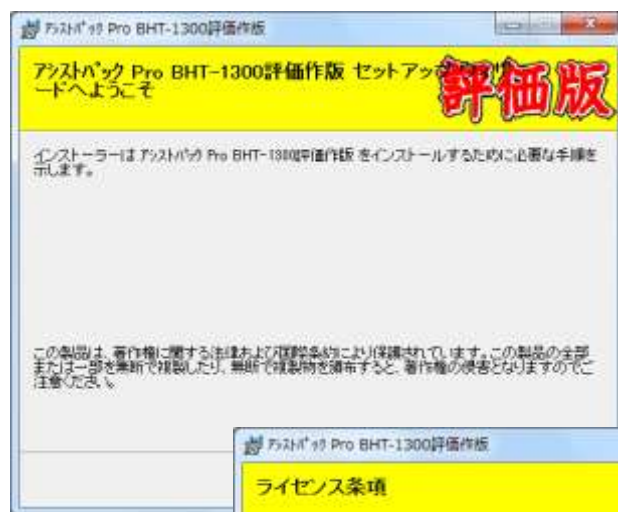 アシストパック Pro BHT-1300評価作版
アシストパック Pro BHT-1300評価作版 セットアップ
ードへようこそ
評価版
インストーラーは アシストパック Pro BHT-1300評価作版 をインストールするために必要な手順を
示します。
この製品は、著作権に関する法律および国際条約により保護されています。この製品の全部
または一部を無断で複製したり、無断で複製物を頒布すると、著作権の侵害となりますのでご
注意ください。
アシストパック Pro BHT-1300評価作版
ライセンス条項